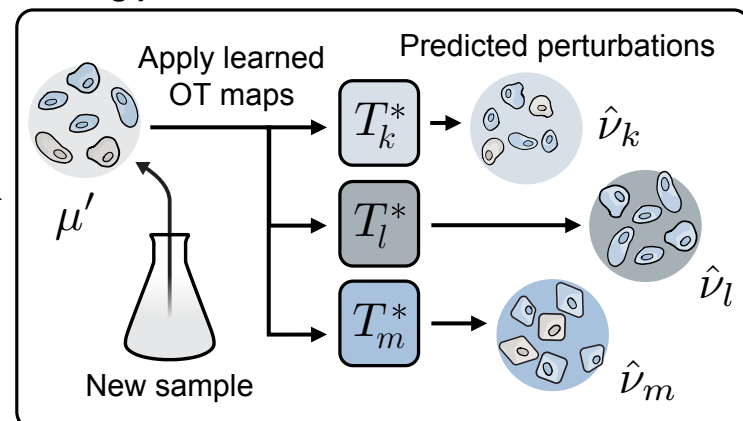 Apply learned
OT maps
Predicted perturbations
μ′
T*k
ν̂k
T*l
ν̂l
T*m
ν̂m
New sample